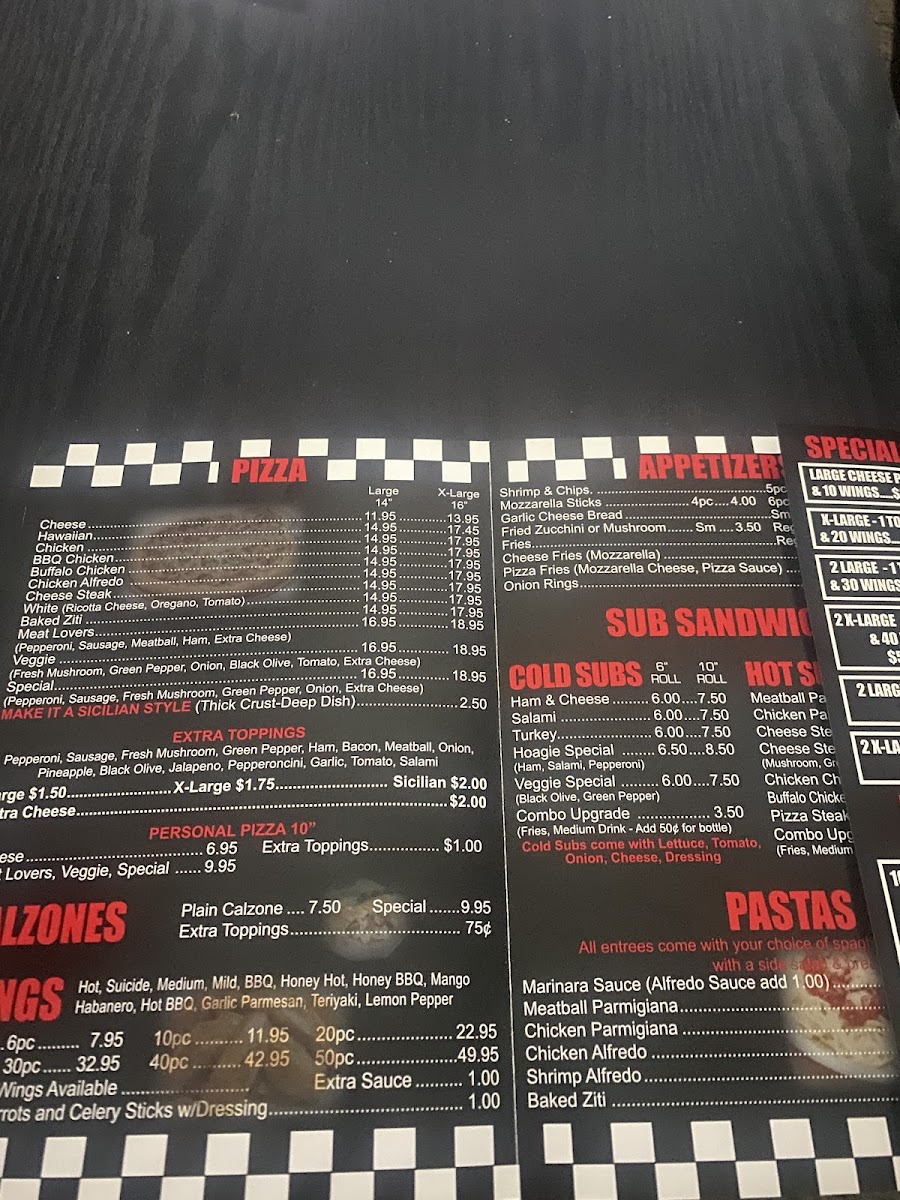 PIZZA
Large X-Large
14" 16"
Cheese 11.95 13.95
Hawaiian 14.95 17.45
Chicken 14.95 17.95
BBQ Chicken 14.95 17.95
Buffalo Chicken 14.95 17.95
Chicken Alfredo 14.95 17.95
Cheese Steak 14.95 17.95
White (Ricotta Cheese, Oregano, Tomato) 14.95 17.95
Baked Ziti 14.95 17.95
Meat Lovers 16.95 18.95
(Pepperoni, Sausage, Meatball, Ham, Extra Cheese)
Veggie 16.95 18.95
(Fresh Mushroom, Green Pepper, Onion, Black Olive, Tomato, Extra Cheese)
Special 16.95 18.95
(Pepperoni, Sausage, Fresh Mushroom, Green Pepper, Onion, Extra Cheese)
MAKE IT A SICILIAN STYLE (Thick Crust-Deep Dish) 2.50
EXTRA TOPPINGS
Pepperoni, Sausage, Fresh Mushroom, Green Pepper, Ham, Bacon, Meatball, Onion,
Pineapple, Black Olive, Jalapeno, Pepperoncini, Garlic, Tomato, Salami
arge $1.50 X-Large $1.75 Sicilian $2.00
tra Cheese $2.00
PERSONAL PIZZA 10"
ese 6.95 Extra Toppings $1.00
t Lovers, Veggie, Special 9.95
LZONES
Plain Calzone .... 7.50 Special 9.95
Extra Toppings 75¢
NGS
Hot, Suicide, Medium, Mild, BBQ, Honey Hot, Honey BBQ, Mango
Habanero, Hot BBQ, Garlic Parmesan, Teriyaki, Lemon Pepper
6pc 7.95 10pc 11.95 20pc 22.95
30pc 32.95 40pc 42.95 50pc 49.95
Wings Available
Extra Sauce 1.00
rrots and Celery Sticks w/Dressing 1.00
APPETIZER
Shrimp & Chips. 5pc
Mozzarella Sticks 4pc....4.00 6pc
Garlic Cheese Bread Sm
Fried Zucchini or Mushroom Sm ....3.50 Reg
Fries Reg
Cheese Fries (Mozzarella)
Pizza Fries (Mozzarella Cheese, Pizza Sauce)
Onion Rings
SUB SANDWIC
COLD SUBS 6" ROLL 10" ROLL
Ham & Cheese 6.00 7.50
Salami 6.00 7.50
Turkey 6.00 7.50
Hoagie Special 6.50 8.50
(Ham, Salami, Pepperoni)
Veggie Special 6.00 7.50
(Black Olive, Green Pepper)
Combo Upgrade 3.50
(Fries, Medium Drink - Add 50¢ for bottle)
Cold Subs come with Lettuce, Tomato,
Onion, Cheese, Dressing
HOT S
Meatball Pa
Chicken Pa
Cheese Ste
Cheese Ste
(Mushroom, Gr
Chicken Ch
Buffalo Chicke
Pizza Steak
Combo Upg
(Fries, Medium
PASTAS
All entrees come with your choice of spag
with a side salad &
Marinara Sauce (Alfredo Sauce add 1.00)
Meatball Parmigiana
Chicken Parmigiana
Chicken Alfredo
Shrimp Alfredo
Baked Ziti
SPECIAL
LARGE CHEESE P
& 10 WINGS...$
X-LARGE - 1 TO
& 20 WINGS
2 LARGE - 1
& 30 WINGS
2 X-LARGE
& 40
$5
2 LARG
2 X-LA